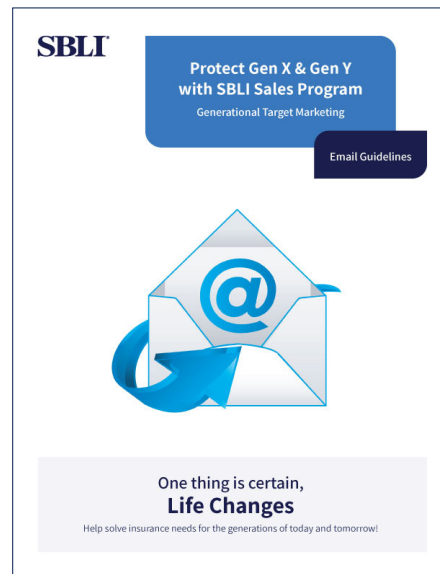 SBLI
Protect Gen X & Gen Y
with SBLI Sales Program
Generational Target Marketing
Email Guidelines
@
One thing is certain,
Life Changes
Help solve insurance needs for the generations of today and tomorrow!